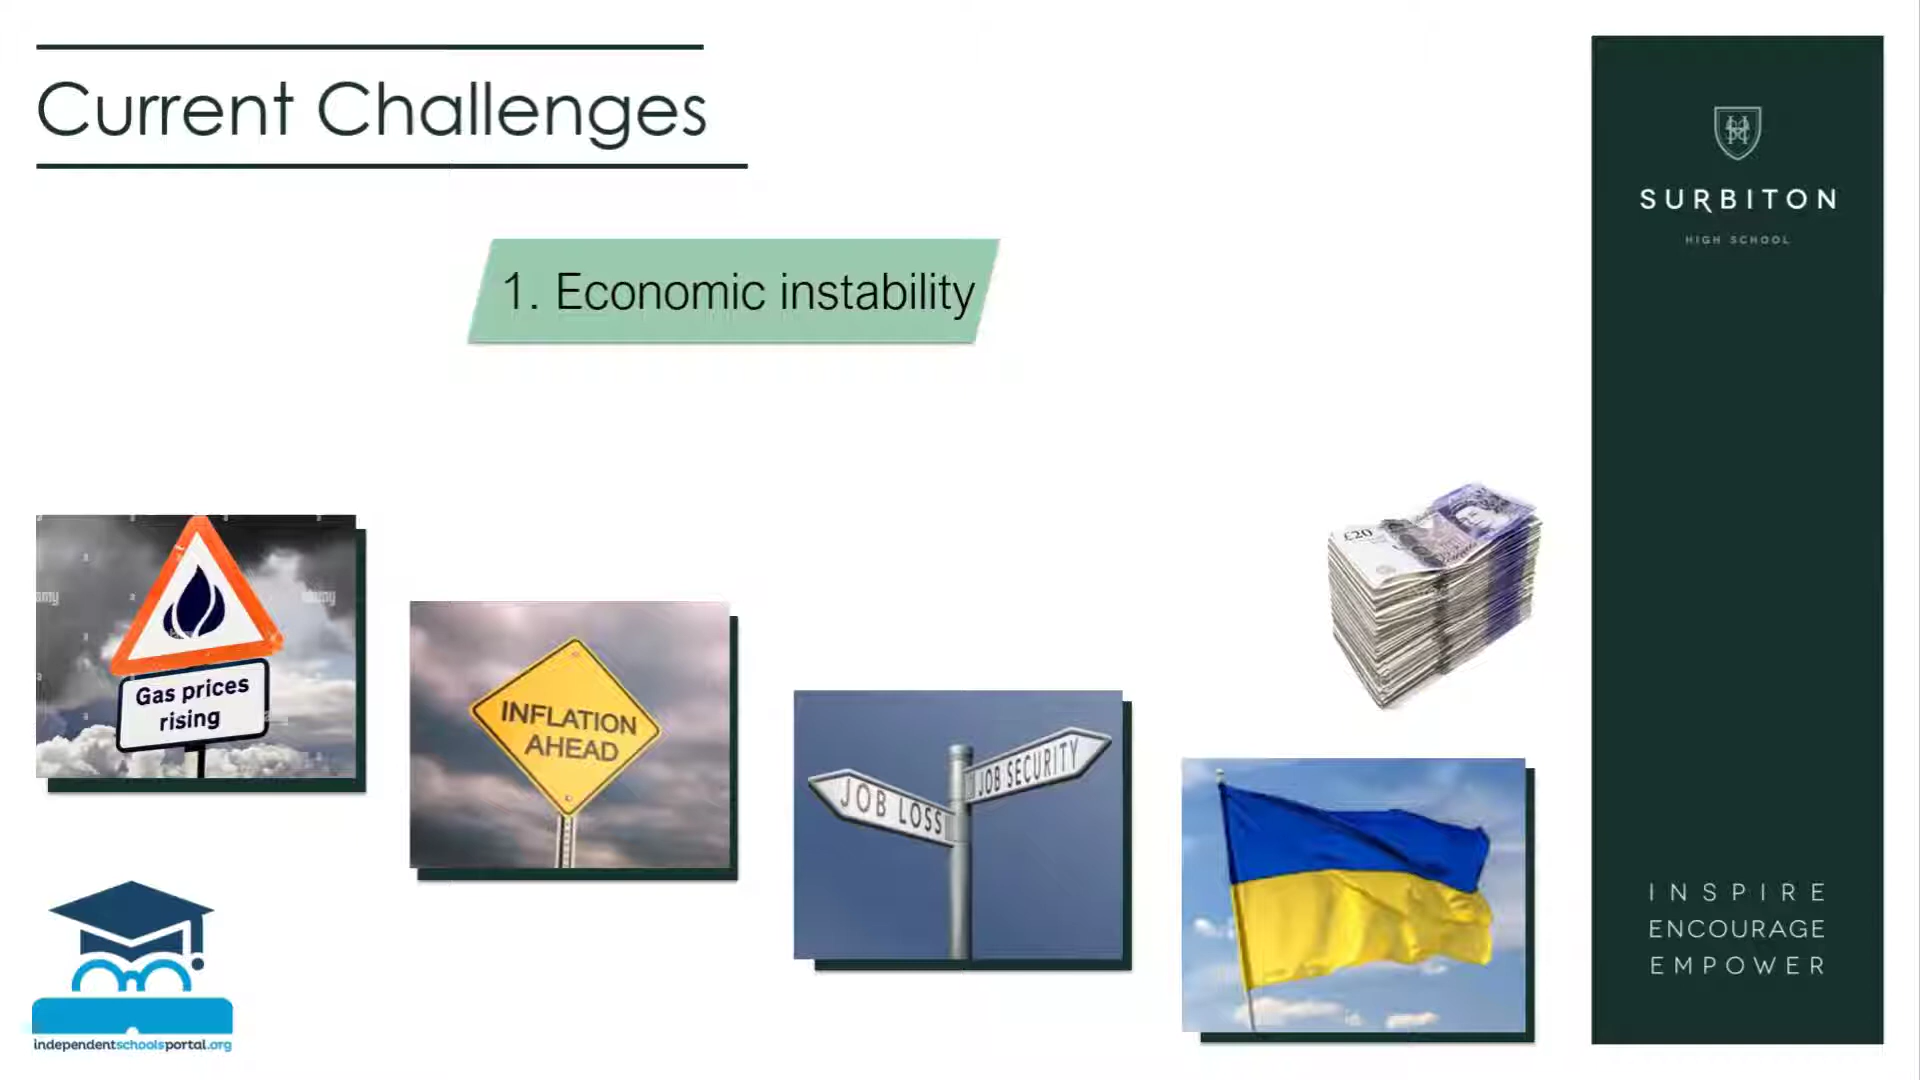 Current Challenges
1. Economic instability
Gas prices
rising
INFLATION
AHEAD
JOB LOSS
JOB SECURITY
£20
SURBITON
HIGH SCHOOL
INSPIRE
ENCOURAGE
EMPOWER
independentschoolsportal.org